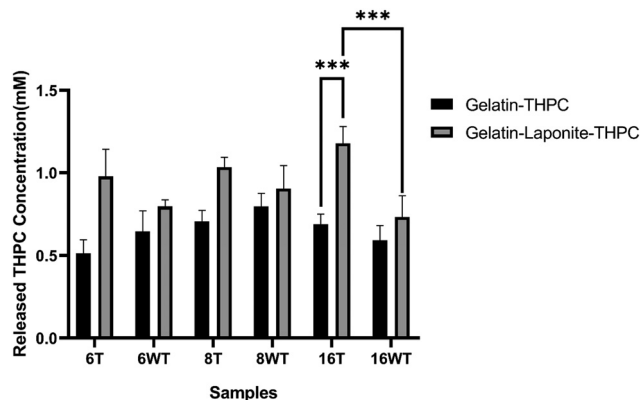 ***
***
1.5
1.0
0.5
0.0
Released THPC Concentration(mM)
6T 6WT 8T 8WT 16T 16WT
Samples
Gelatin-THPC
Gelatin-Laponite-THPC